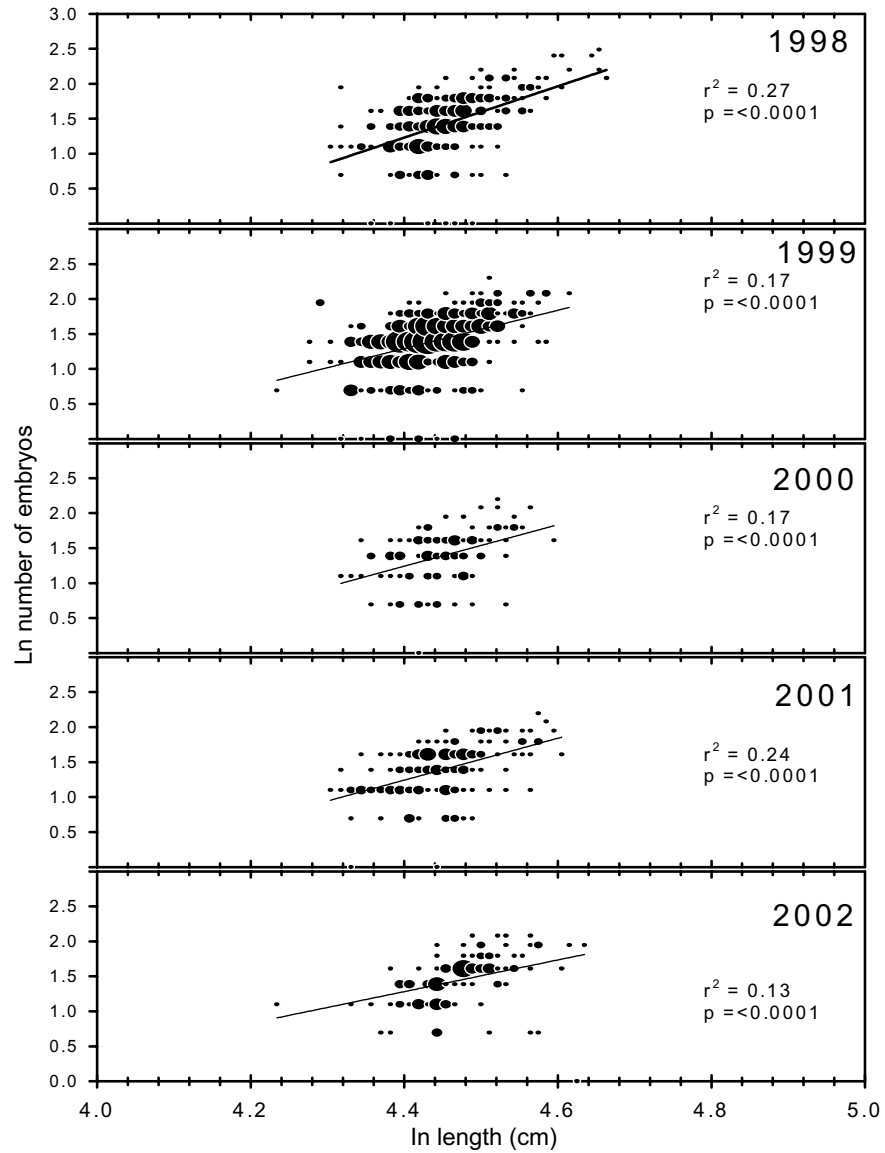 3.0
2.5
2.0
1.5
1.0
0.5
1998
r² = 0.27
p =<0.0001
2.5
2.0
1.5
1.0
0.5
1999
r² = 0.17
p =<0.0001
2.5
2.0
1.5
1.0
0.5
2000
r² = 0.17
p =<0.0001
2.5
2.0
1.5
1.0
0.5
2001
r² = 0.24
p =<0.0001
2.5
2.0
1.5
1.0
0.5
0.0
2002
r² = 0.13
p =<0.0001
Ln number of embryos
4.0 4.2 4.4 4.6 4.8 5.0
ln length (cm)